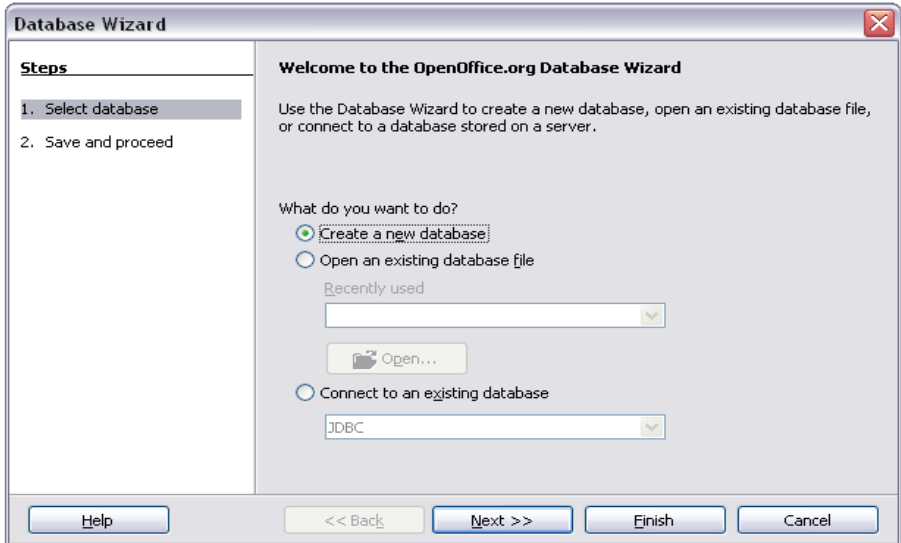 Database Wizard
Steps
1. Select database
2. Save and proceed
Welcome to the OpenOffice.org Database Wizard
Use the Database Wizard to create a new database, open an existing database file,
or connect to a database stored on a server.
What do you want to do?
Create a new database
Open an existing database file
Recently used
Open...
Connect to an existing database
JDBC
Help
<< Back
Next >>
Finish
Cancel